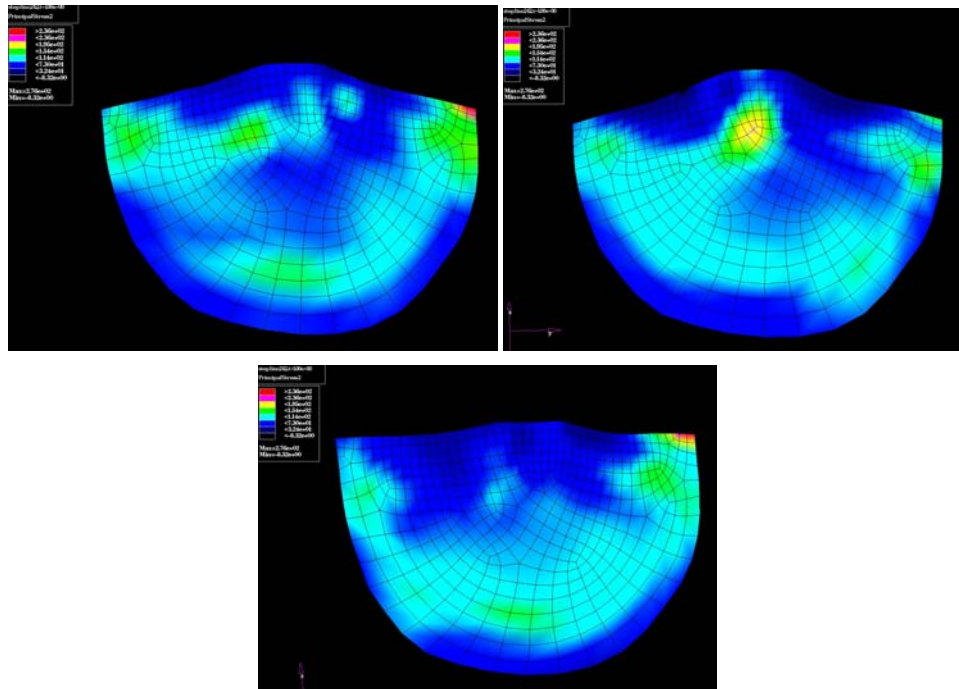 PrincipalStress2
>2.36e+02
<2.36e+02
<1.95e+02
<1.54e+02
<1.14e+02
<7.30e+01
<3.24e+01
<-8.32e+00
Max=2.76e+02
Min=-8.32e+00
PrincipalStress2
>2.36e+02
<2.36e+02
<1.95e+02
<1.54e+02
<1.14e+02
<7.30e+01
<3.24e+01
<-8.32e+00
Max=2.76e+02
Min=-8.32e+00
PrincipalStress2
>2.36e+02
<2.36e+02
<1.95e+02
<1.54e+02
<1.14e+02
<7.30e+01
<3.24e+01
<-8.32e+00
Max=2.76e+02
Min=-8.32e+00